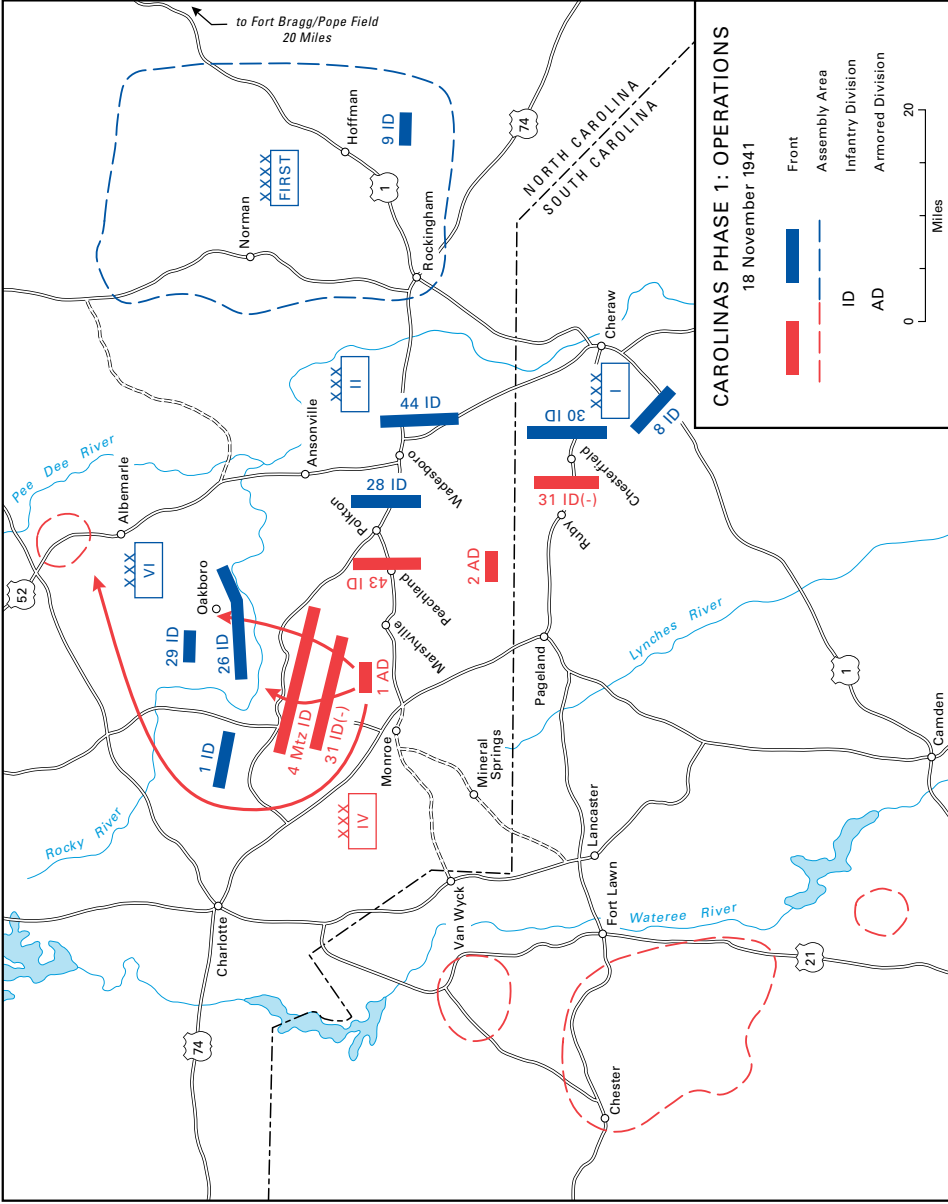 to Fort Bragg/Pope Field
20 Miles
CAROLINAS PHASE 1: OPERATIONS
18 November 1941
Front
Assembly Area
ID
Infantry Division
AD
Armored Division
0
20
Miles
NORTH CAROLINA
SOUTH CAROLINA
Hoffman
9 ID
XXXX
FIRST
Norman
1
74
Rockingham
Cheraw
XXX
II
XXX
I
44 ID
30 ID
8 ID
Pee Dee River
Albemarle
Ansonville
Wadesboro
28 ID
Polkton
Chesterfield
31 ID(-)
Ruby
52
XXX
VI
Oakboro
29 ID
26 ID
43 ID
Peachland
2 AD
Marshville
1 AD
1 ID
4 Mtz ID
31 ID(-)
Monroe
XXX
IV
Pageland
Lynches River
Mineral
Springs
1
Camden
Rocky River
Charlotte
Lancaster
Van Wyck
Fort Lawn
Wateree River
21
74
Chester